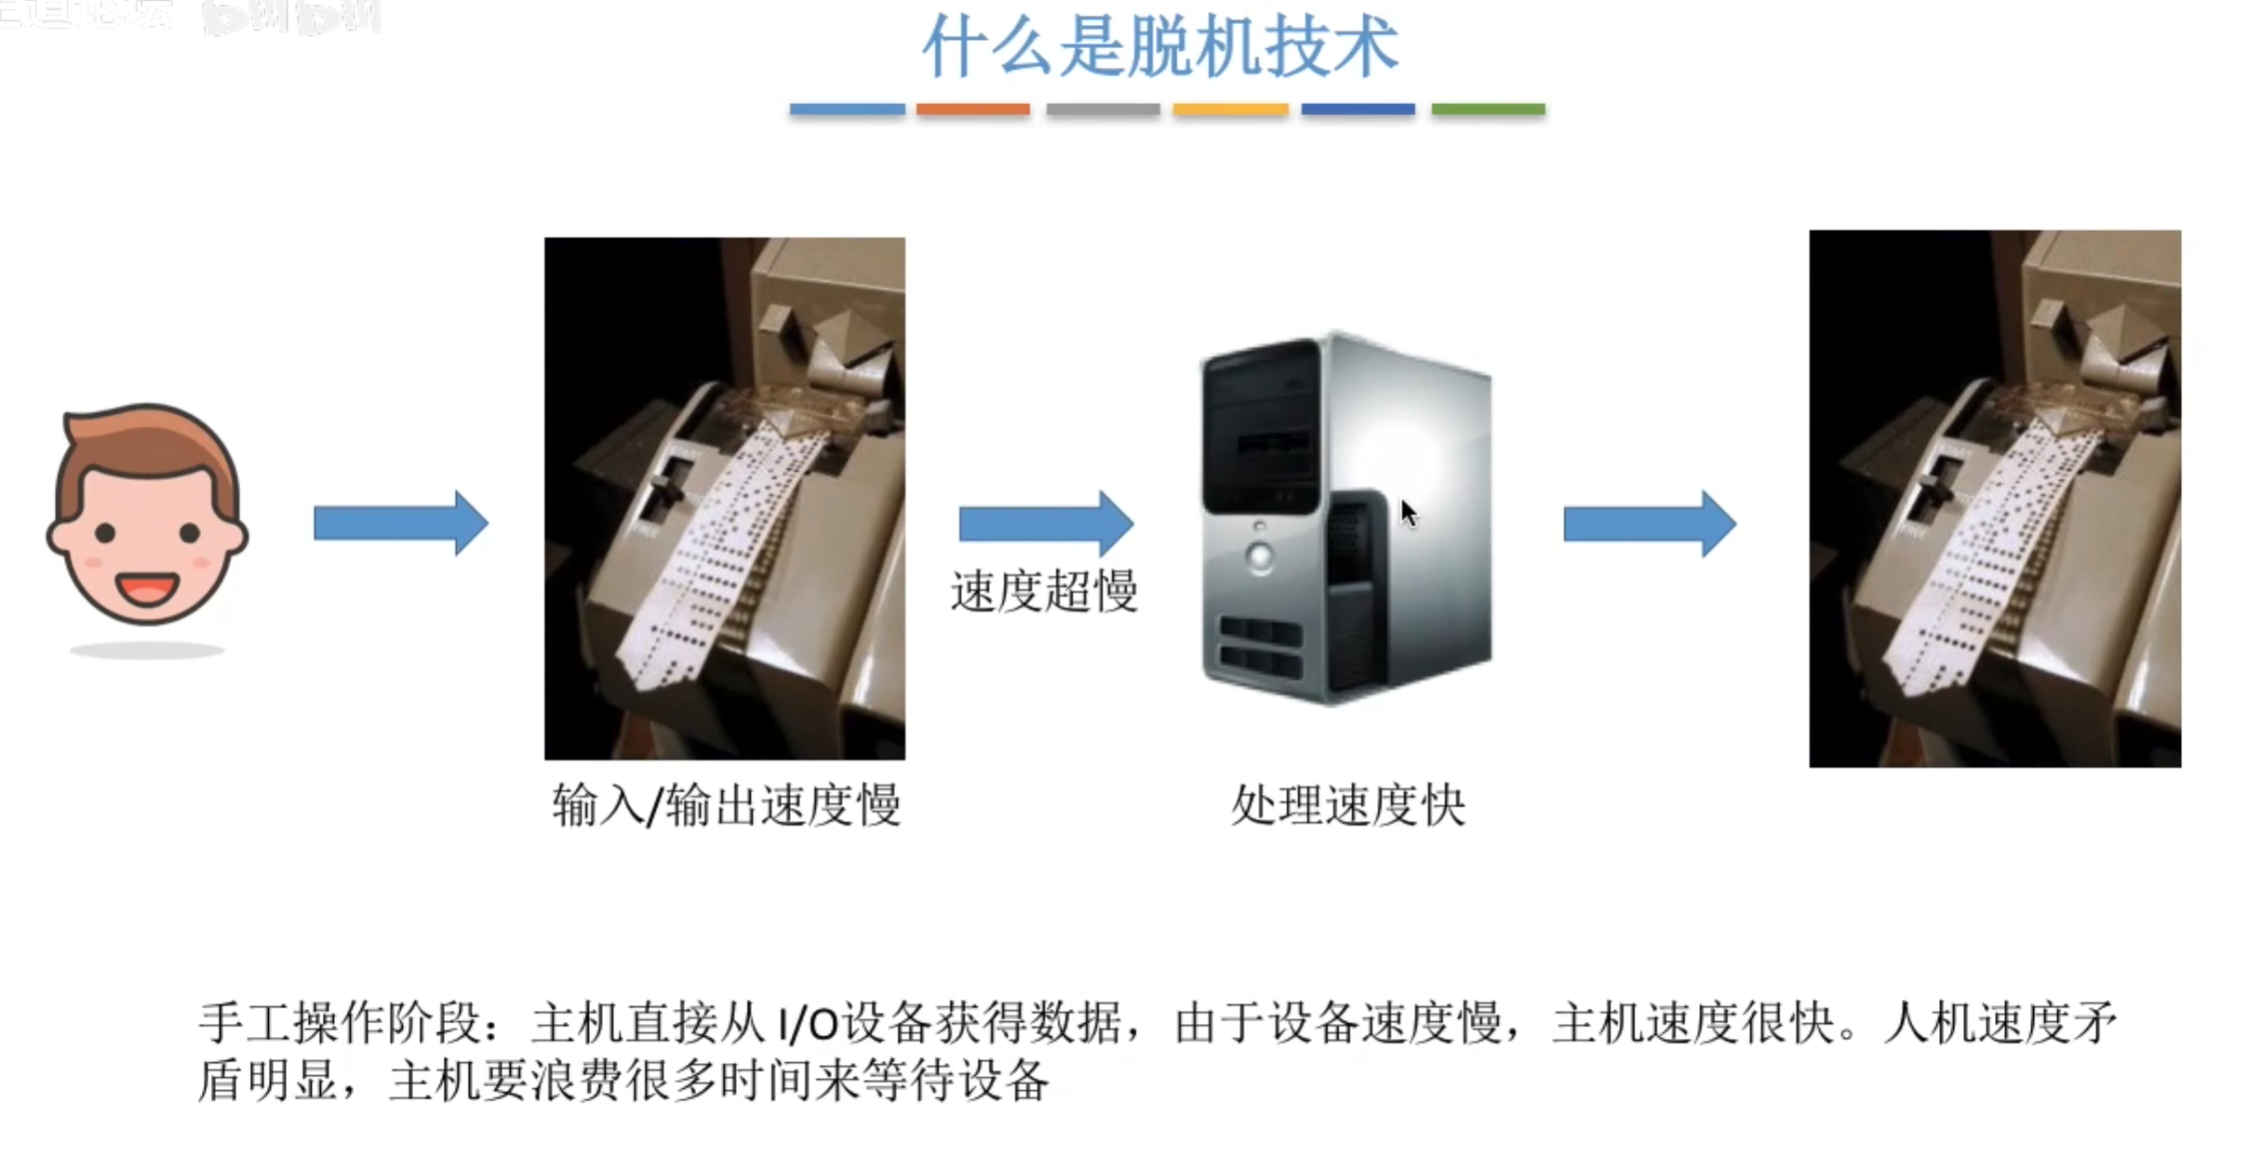 什么是脱机技术
速度超慢
输入/输出速度慢
处理速度快
手工操作阶段：主机直接从 I/O设备获得数据，由于设备速度慢，主机速度很快。人机速度矛
盾明显，主机要浪费很多时间来等待设备